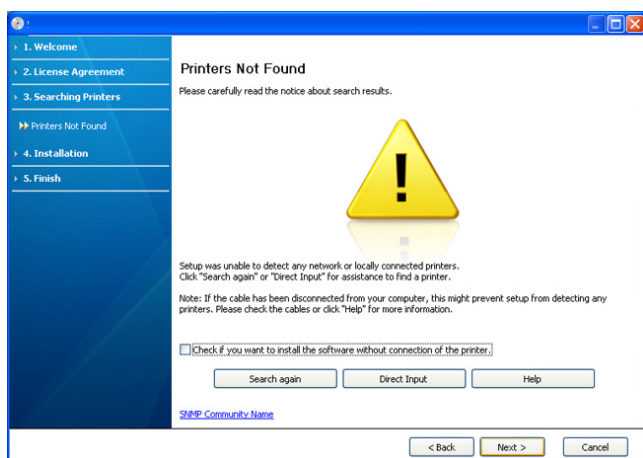 1. Welcome
2. License Agreement
3. Searching Printers
Printers Not Found
4. Installation
5. Finish
Printers Not Found
Please carefully read the notice about search results.
Setup was unable to detect any network or locally connected printers.
Click "Search again" or "Direct Input" for assistance to find a printer.
Note: If the cable has been disconnected from your computer, this might prevent setup from detecting any
printers. Please check the cables or click "Help" for more information.
Check if you want to install the software without connection of the printer.
Search again
Direct Input
Help
SNMP Community Name
< Back
Next >
Cancel